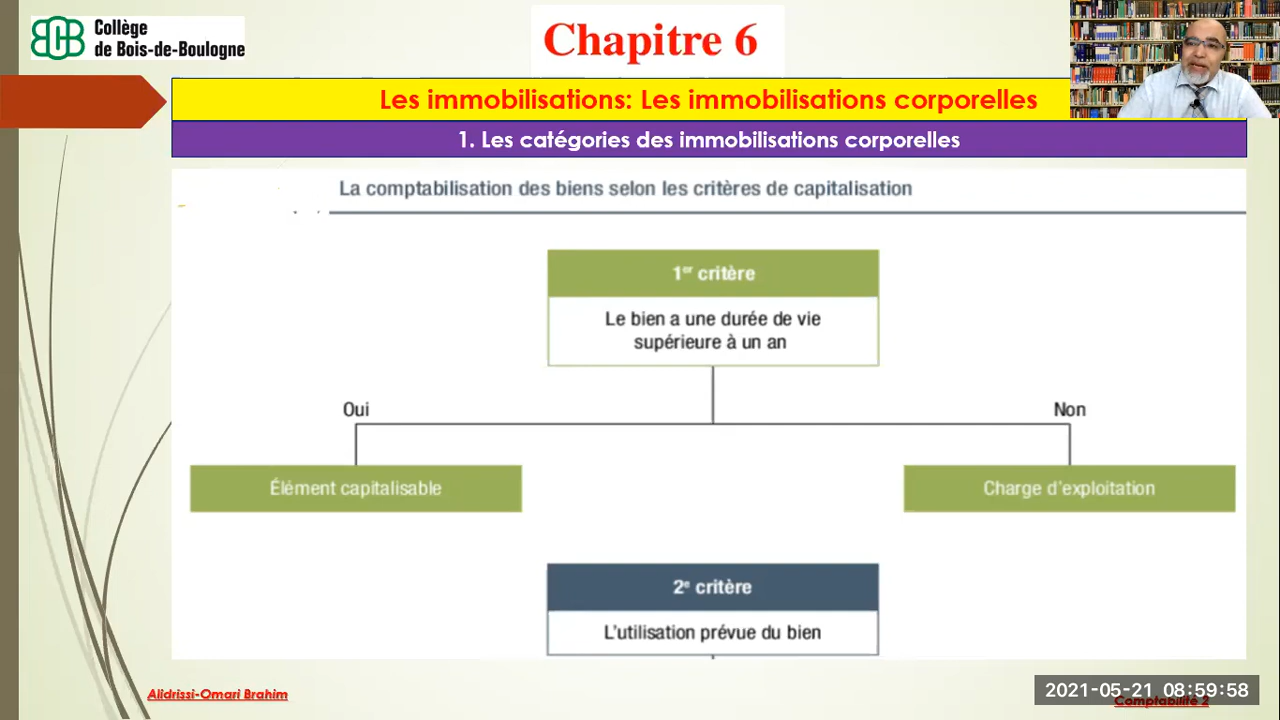 Collège
de Bois-de-Boulogne
Chapitre 6
Les immobilisations: Les immobilisations corporelles
1. Les catégories des immobilisations corporelles
La comptabilisation des biens selon les critères de capitalisation
1er critère
Le bien a une durée de vie
supérieure à un an
Oui
Non
Élément capitalisable
Charge d'exploitation
2e critère
L'utilisation prévue du bien
Alidrissi-Omari Brahim
2021-05-21 08:59:58
Comptabilité 2